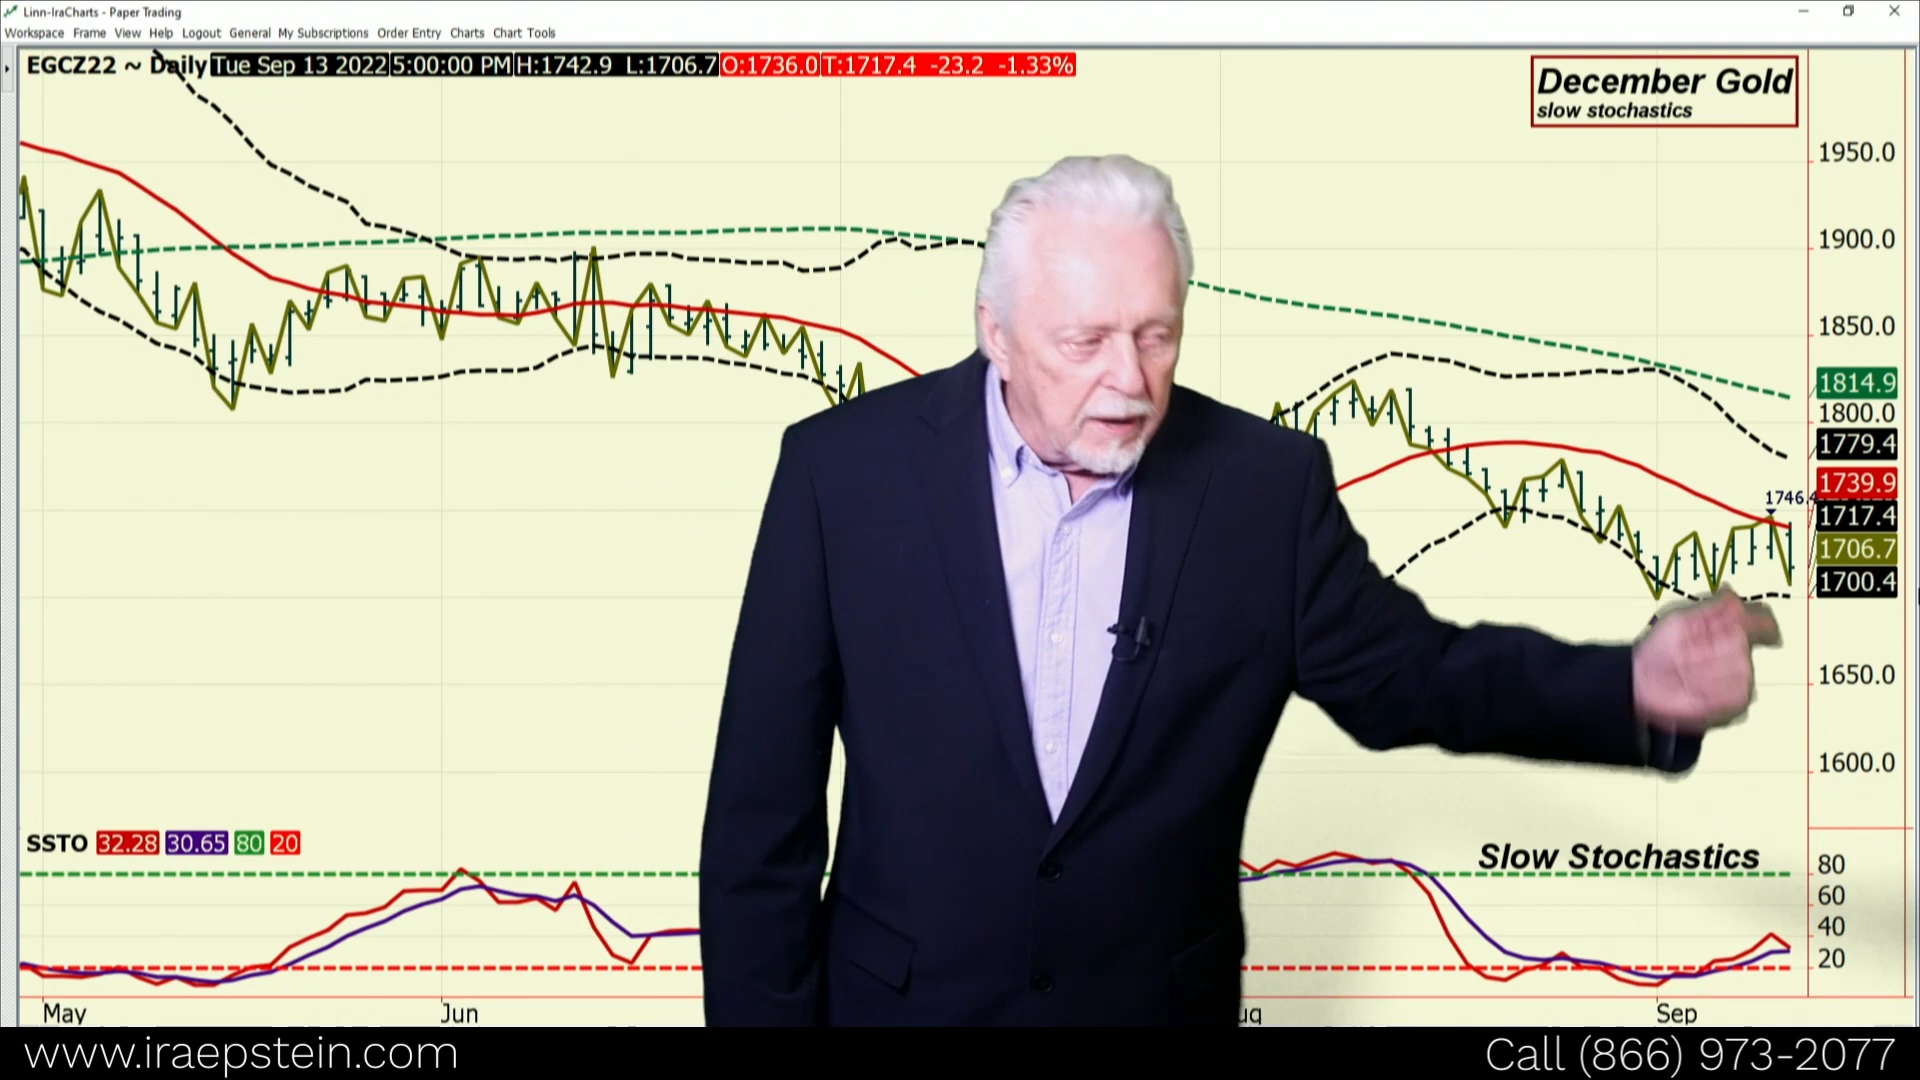 Linn-IraCharts - Paper Trading
Workspace Frame View Help Logout General My Subscriptions Order Entry Charts Chart Tools
EGCZ22 ~ Daily Tue Sep 13 2022 5:00:00 PM H:1742.9 L:1706.7 O:1736.0 T:1717.4 -23.2 -1.33%
December Gold
slow stochastics
1950.0
1900.0
1850.0
1814.9
1800.0
1779.4
1739.9
1746.4
1717.4
1706.7
1700.4
1650.0
1600.0
SSTO 32.28 30.65 80 20
Slow Stochastics
80
60
40
20
May Jun ug Sep
www.iraepstein.com Call (866) 973-2077